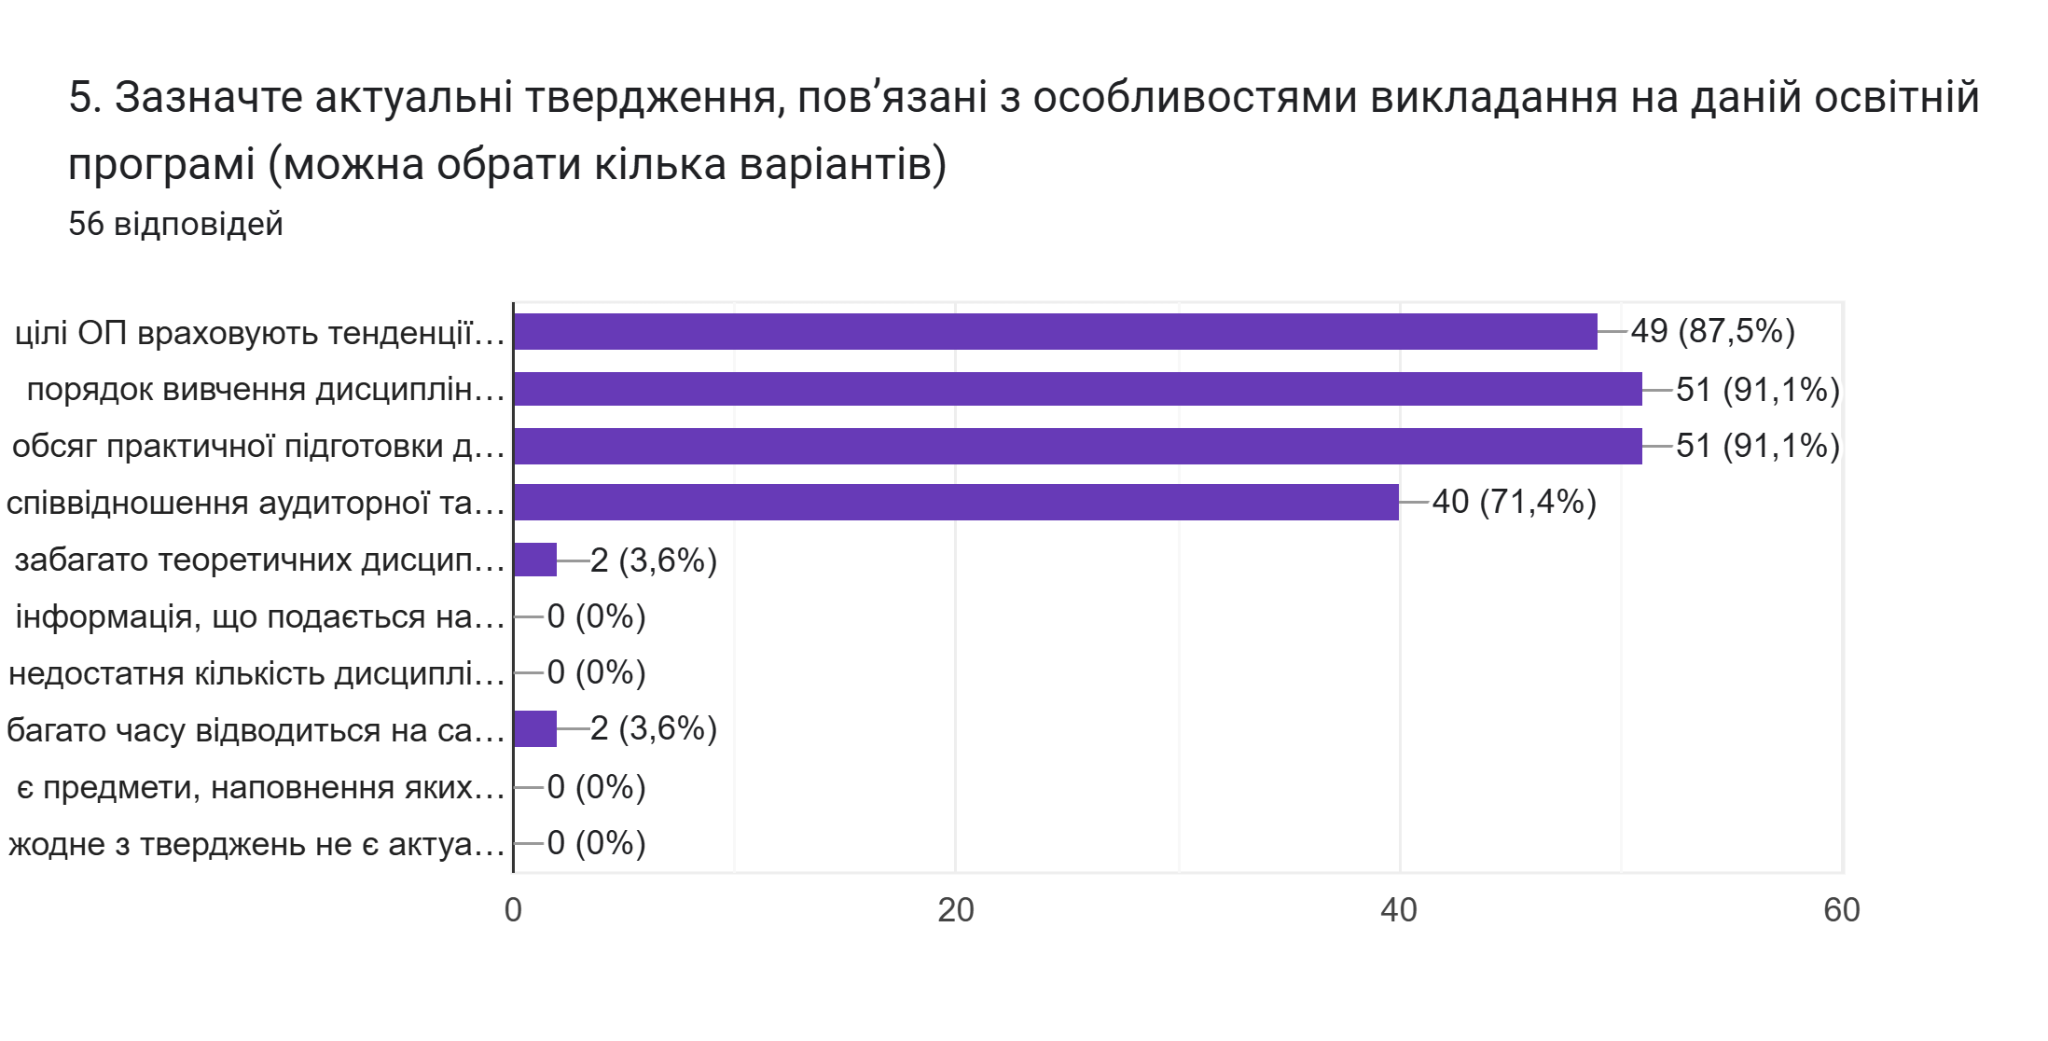 5. Зазначте актуальні твердження, пов’язані з особливостями викладання на даній освітній
програмі (можна обрати кілька варіантів)
56 відповідей
цілі ОП враховують тенденції… 49 (87,5%)
порядок вивчення дисциплін… 51 (91,1%)
обсяг практичної підготовки д… 51 (91,1%)
співвідношення аудиторної та… 40 (71,4%)
забагато теоретичних дисцип… 2 (3,6%)
інформація, що подається на… 0 (0%)
недостатня кількість дисциплі… 0 (0%)
багато часу відводиться на са… 2 (3,6%)
є предмети, наповнення яких… 0 (0%)
жодне з тверджень не є актуа… 0 (0%)
0 20 40 60